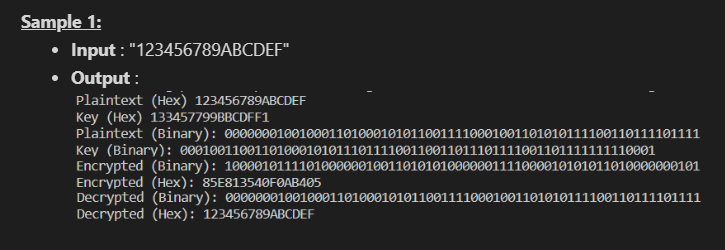 Sample 1:
• Input : "123456789ABCDEF"
• Output :
Plaintext (Hex) 123456789ABCDEF
Key (Hex) 133457799BBCDFF1
Plaintext (Binary): 0000000100100011010001010110011110001001101010111100110111101111
Key (Binary): 0001001100110100010101110111100110011011101111001101111111110001
Encrypted (Binary): 1000010111101000000100110101010000001111000010101011010000000101
Encrypted (Hex): 85E813540F0AB405
Decrypted (Binary): 0000000100100011010001010110011110001001101010111100110111101111
Decrypted (Hex): 123456789ABCDEF